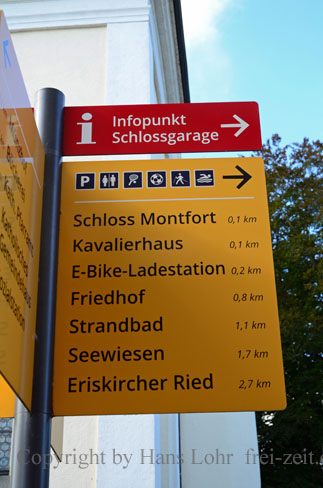 i Infopunkt
Schlossgarage
P
Schloss Montfort 0,1 km
Kavalierhaus 0,1 km
E-Bike-Ladestation 0,2 km
Friedhof 0,8 km
Strandbad 1,1 km
Seewiesen 1,7 km
Eriskircher Ried 2,7 km
Copyright by Hans Lohr frei-zeit.